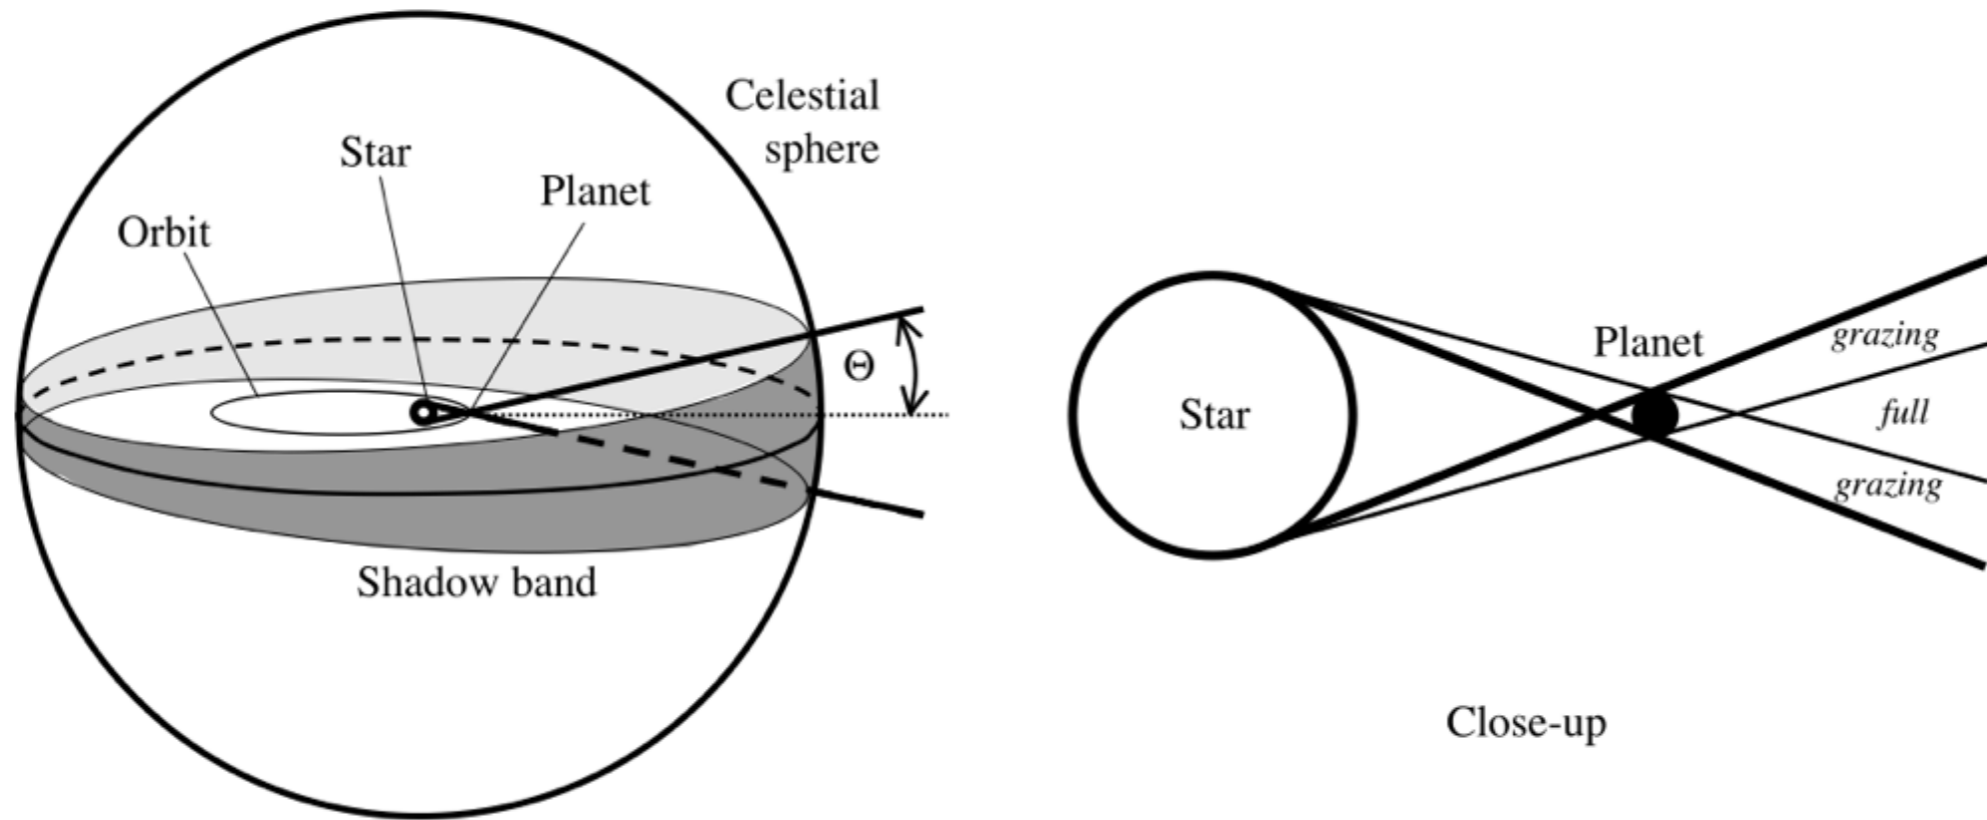 Celestial
sphere
Star
Planet
Orbit
Θ
Shadow band
Planet
grazing
Star
full
grazing
Close-up